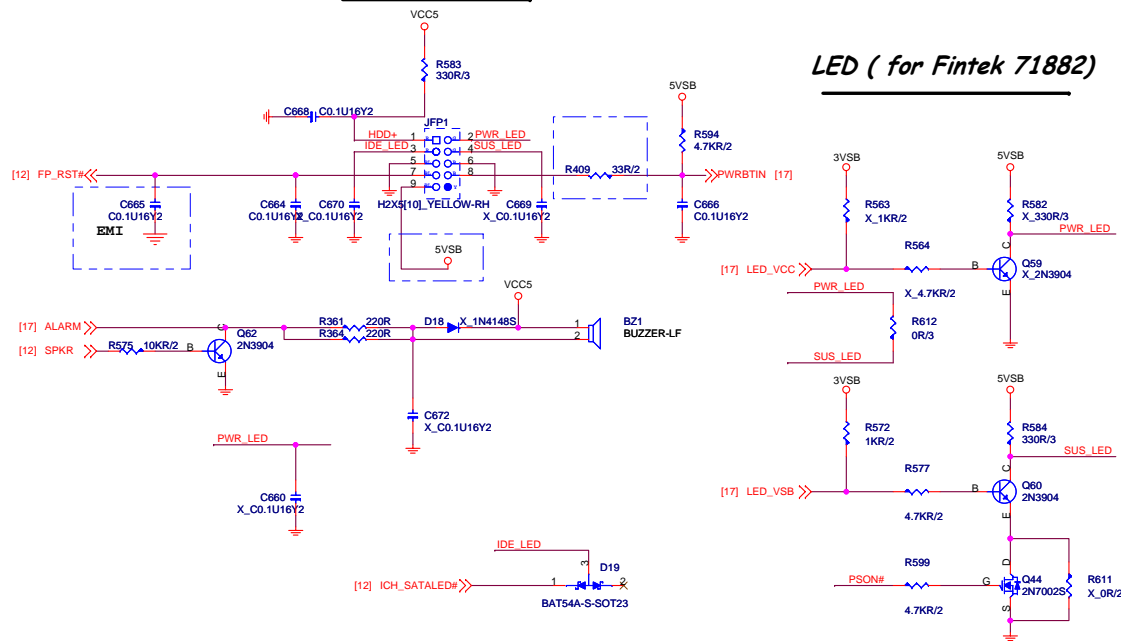 VCC5
R583
330R/3
LED ( for Fintek 71882)
5VSB
C668 C0.1U16Y2
JFP1
HDD+ 1 2 PWR_LED
IDE_LED 3 4 SUS_LED
5 6
7 8
9
R594
4.7KR/2
R409 33R/2
[12] FP_RST#
PWRBTIN [17]
C665
C0.1U16Y2
EMI
C664
C0.1U16Y2
C670
X_C0.1U16Y2
H2X5[10]_YELLOW-RH
C669
X_C0.1U16Y2
C666
C0.1U16Y2
5VSB
3VSB
5VSB
R563
X_1KR/2
R582
X_330R/3
PWR_LED
R564
[17] LED_VCC
X_4.7KR/2
B
C
E
Q59
X_2N3904
PWR_LED
R612
0R/3
SUS_LED
VCC5
[17] ALARM
[12] SPKR
R575 10KR/2
B
C
E
Q62
2N3904
R361 220R
R364 220R
D18 X_1N4148S
1
2
BZ1
BUZZER-LF
C672
X_C0.1U16Y2
PWR_LED
C660
X_C0.1U16Y2
3VSB
5VSB
R572
1KR/2
R584
330R/3
SUS_LED
R577
[17] LED_VSB
4.7KR/2
B
C
E
Q60
2N3904
IDE_LED
3
D19
[12] ICH_SATALED#
1
2
BAT54A-S-SOT23
PSON#
R599
4.7KR/2
G
D
S
Q44
2N7002S
R611
X_0R/2